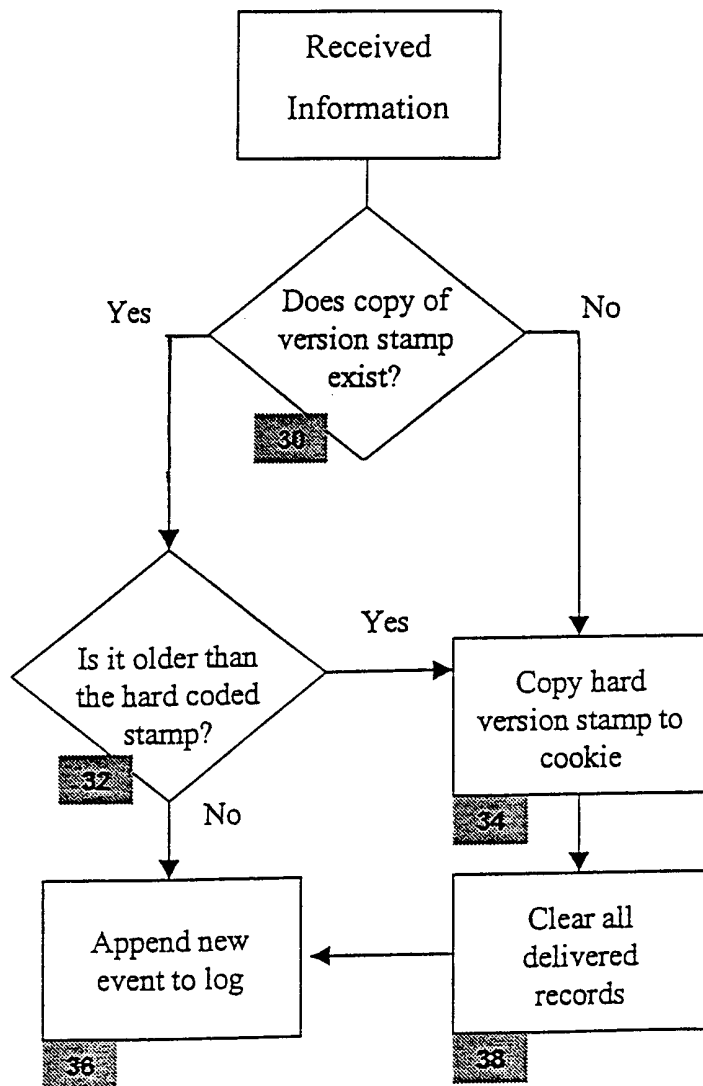 Received
Information
Does copy of
version stamp
exist?
Yes
No
30
Is it older than
the hard coded
stamp?
Yes
32
No
Copy hard
version stamp to
cookie
34
Append new
event to log
36
Clear all
delivered
records
38